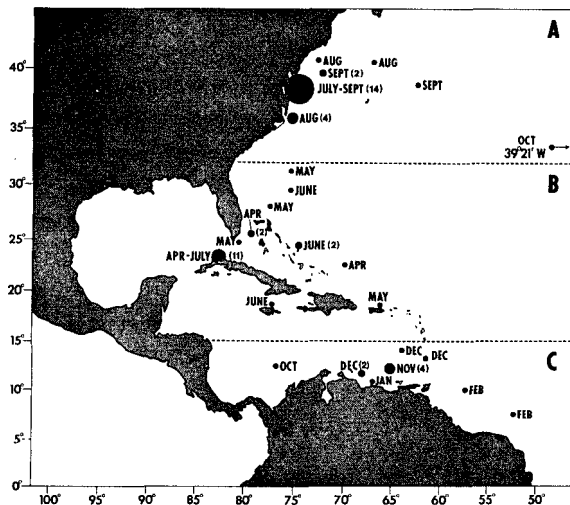 A
AUG
AUG
40°
SEPT (2)
JULY-SEPT (14)
SEPT
AUG (4)
35°
OCT
39°21' W
30°
MAY
B
JUNE
MAY
APR
25°
(2)
MAY
JUNE (2)
APR-JULY (11)
APR
20°
JUNE
MAY
15°
DEC
C
DEC
OCT
DEC (2)
NOV (4)
10°
JAN
FEB
FEB
5°
0°
100° 95° 90° 85° 80° 75° 70° 65° 60° 55° 50°